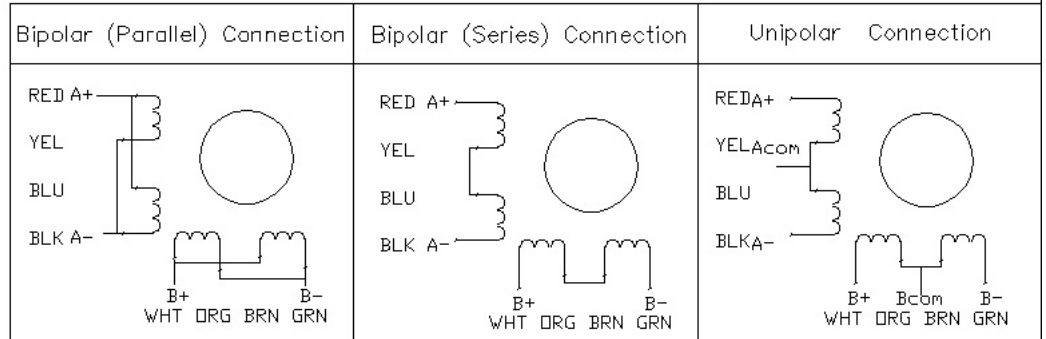 Bipolar (Parallel) Connection
RED A+
YEL
BLU
BLK A-
B+ B-
WHT ORG BRN GRN
Bipolar (Series) Connection
RED A+
YEL
BLU
BLK A-
B+ B-
WHT ORG BRN GRN
Unipolar Connection
REDA+
YELAcom
BLU
BLKA-
B+ Bcom B-
WHT ORG BRN GRN